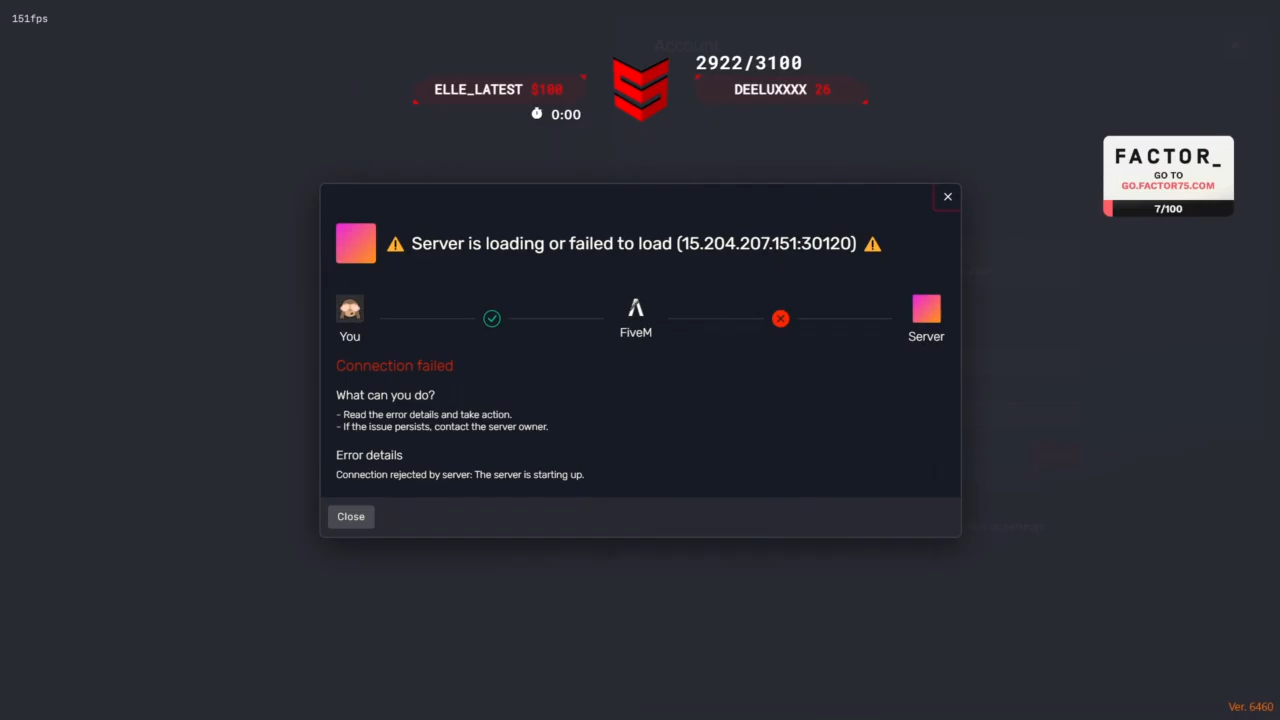 151fps
Account
2922/3100
ELLE_LATEST $100
DEELUXXXX 26
0:00
FACTOR_
GO TO
GO.FACTOR75.COM
7/100
Server is loading or failed to load (15.204.207.151:30120)
You
FiveM
Server
Connection failed
What can you do?
- Read the error details and take action.
- If the issue persists, contact the server owner.
Error details
Connection rejected by server: The server is starting up.
Close
Ver. 6460